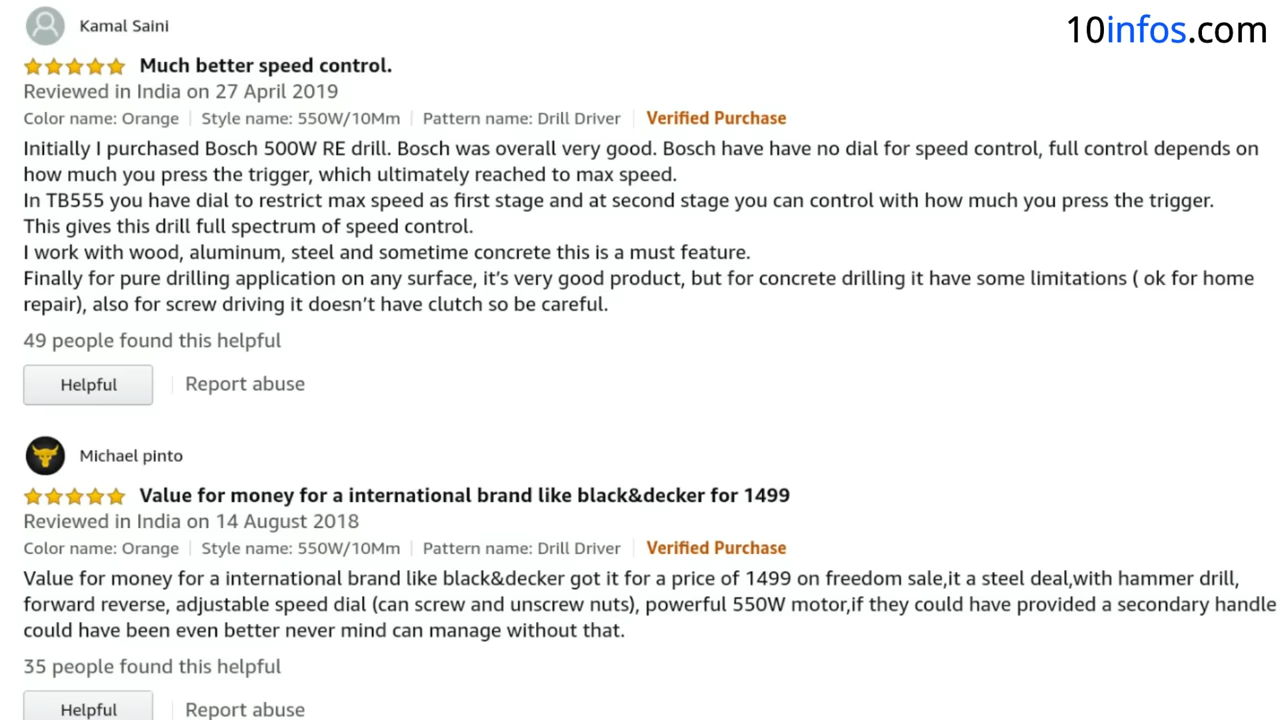 Kamal Saini
10infos.com
Much better speed control.
Reviewed in India on 27 April 2019
Color name: Orange | Style name: 550W/10Mm | Pattern name: Drill Driver | Verified Purchase
Initially I purchased Bosch 500W RE drill. Bosch was overall very good. Bosch have have no dial for speed control, full control depends on
how much you press the trigger, which ultimately reached to max speed.
In TB555 you have dial to restrict max speed as first stage and at second stage you can control with how much you press the trigger.
This gives this drill full spectrum of speed control.
I work with wood, aluminum, steel and sometime concrete this is a must feature.
Finally for pure drilling application on any surface, it’s very good product, but for concrete drilling it have some limitations ( ok for home
repair), also for screw driving it doesn’t have clutch so be careful.
49 people found this helpful
Helpful | Report abuse
Michael pinto
Value for money for a international brand like black&decker for 1499
Reviewed in India on 14 August 2018
Color name: Orange | Style name: 550W/10Mm | Pattern name: Drill Driver | Verified Purchase
Value for money for a international brand like black&decker got it for a price of 1499 on freedom sale,it a steel deal,with hammer drill,
forward reverse, adjustable speed dial (can screw and unscrew nuts), powerful 550W motor,if they could have provided a secondary handle
could have been even better never mind can manage without that.
35 people found this helpful
Helpful | Report abuse